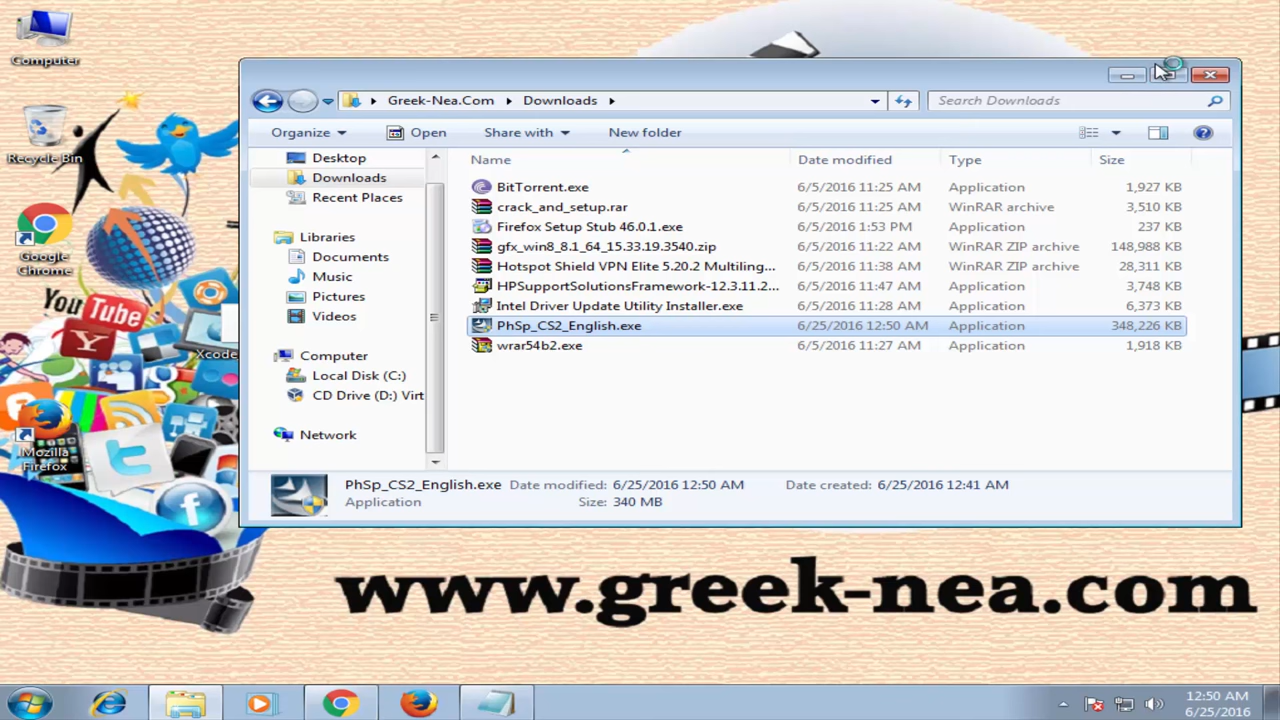 Computer
Recycle Bin
Google
Chrome
You Tube
Xcode
Mozilla
Firefox
Greek-Nea.Com Downloads
Search Downloads
Organize Open Share with New folder
Desktop
Downloads
Recent Places
Libraries
Documents
Music
Pictures
Videos
Computer
Local Disk (C:)
CD Drive (D:) Virt
Network
Name Date modified Type Size
BitTorrent.exe 6/5/2016 11:25 AM Application 1,927 KB
crack_and_setup.rar 6/5/2016 11:25 AM WinRAR archive 3,510 KB
Firefox Setup Stub 46.0.1.exe 6/5/2016 1:53 PM Application 237 KB
gfx_win8_8.1_64_15.33.19.3540.zip 6/5/2016 11:22 AM WinRAR ZIP archive 148,988 KB
Hotspot Shield VPN Elite 5.20.2 Multiling... 6/5/2016 11:38 AM WinRAR ZIP archive 28,311 KB
HPSupportSolutionsFramework-12.3.11.2... 6/5/2016 11:47 AM Application 3,748 KB
Intel Driver Update Utility Installer.exe 6/5/2016 11:28 AM Application 6,373 KB
PhSp_CS2_English.exe 6/25/2016 12:50 AM Application 348,226 KB
wrar54b2.exe 6/5/2016 11:27 AM Application 1,918 KB
PhSp_CS2_English.exe Date modified: 6/25/2016 12:50 AM Date created: 6/25/2016 12:41 AM
Application Size: 340 MB
www.greek-nea.com
12:50 AM
6/25/2016